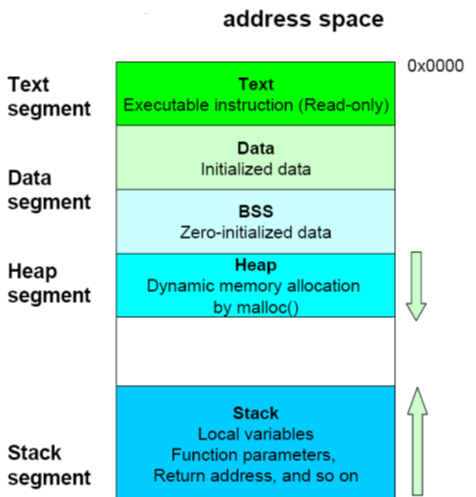 address space
0x0000
Text
segment
Text
Executable instruction (Read-only)
Data
segment
Data
Initialized data
BSS
Zero-initialized data
Heap
segment
Heap
Dynamic memory allocation
by malloc()
Stack
segment
Stack
Local variables
Function parameters,
Return address, and so on